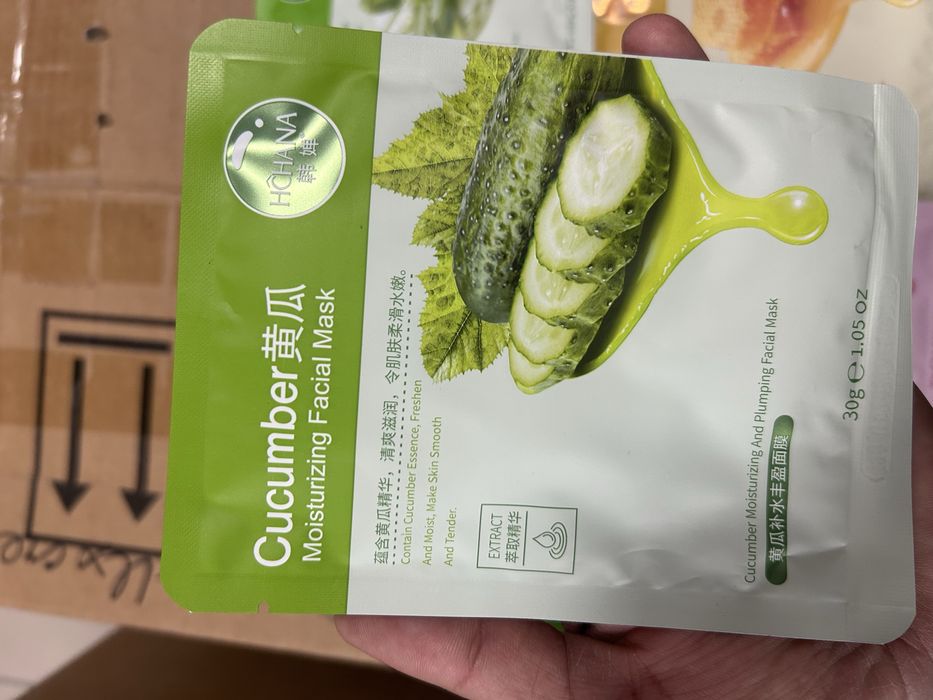 HCHANA
韩婵
Cucumber黄瓜
Moisturizing Facial Mask
蕴含黄瓜精华，清爽滋润，令肌肤柔滑水嫩。
Contain Cucumber Essence, Freshen
And Moist, Make Skin Smooth
And Tender.
EXTRACT
萃取精华
Cucumber Moisturizing And Plumping Facial Mask
黄瓜补水丰盈面膜
30g ℮ 1.05 OZ